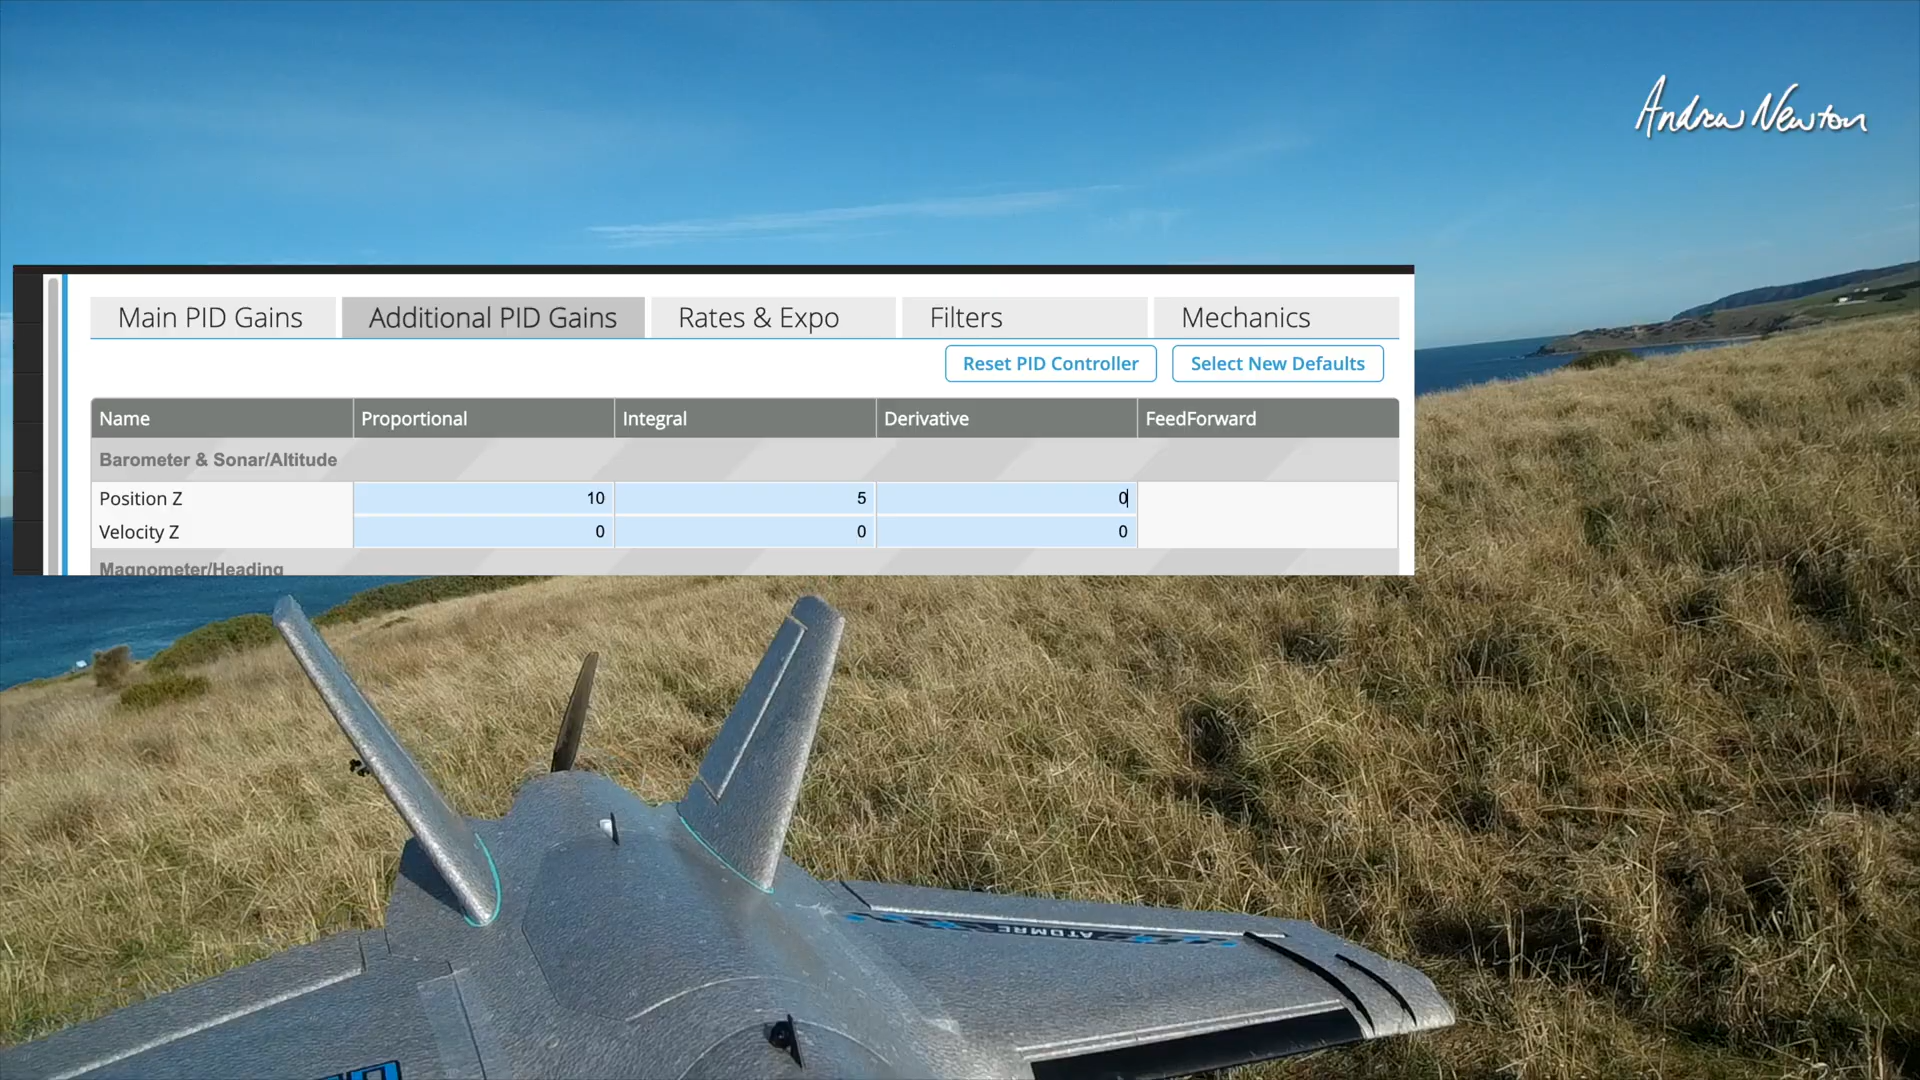 Andrew Newton
Main PID Gains Additional PID Gains Rates & Expo Filters Mechanics
Reset PID Controller Select New Defaults
Name Proportional Integral Derivative FeedForward
Barometer & Sonar/Altitude
Position Z 10 5 0
Velocity Z 0 0 0
Magnometer/Heading
ATOMRC